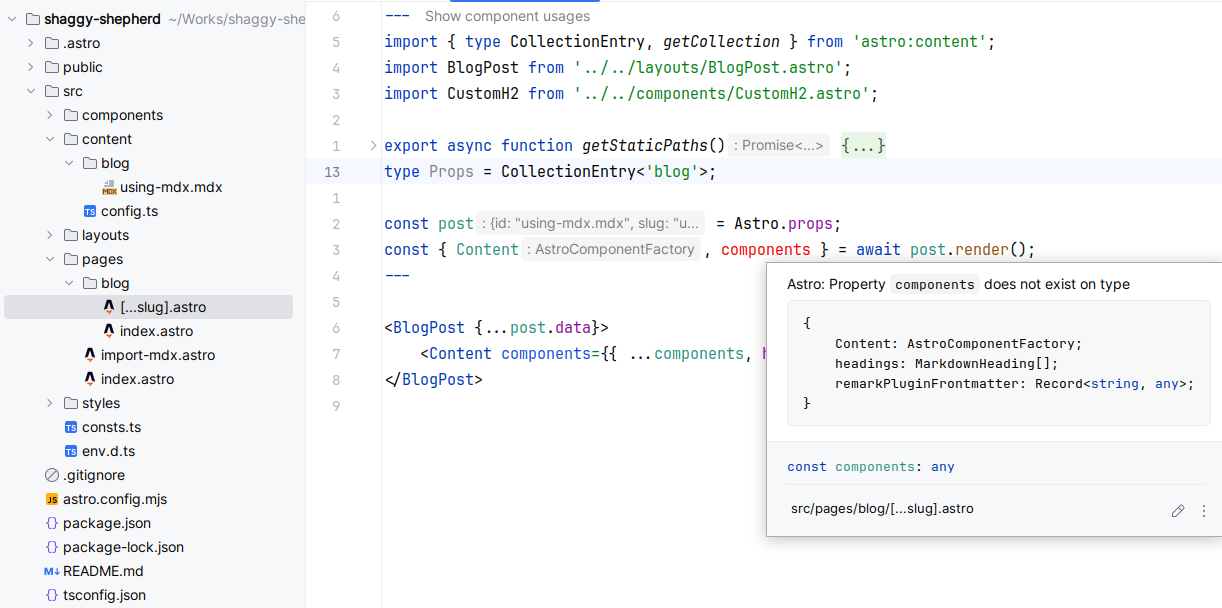 shaggy-shepherd ~/Works/shaggy-she
.astro
public
src
components
content
blog
using-mdx.mdx
config.ts
layouts
pages
blog
[...slug].astro
index.astro
import-mdx.astro
index.astro
styles
consts.ts
env.d.ts
.gitignore
astro.config.mjs
package.json
package-lock.json
README.md
tsconfig.json
6 --- Show component usages
5 import { type CollectionEntry, getCollection } from 'astro:content';
4 import BlogPost from '../../layouts/BlogPost.astro';
3 import CustomH2 from '../../components/CustomH2.astro';
2
1 export async function getStaticPaths() : Promise<...> {...}
13 type Props = CollectionEntry<'blog'>;
1
2 const post : {id: "using-mdx.mdx", slug: "u... = Astro.props;
3 const { Content : AstroComponentFactory , components } = await post.render();
4 ---
5
6 <BlogPost {...post.data}>
7 <Content components={{ ...components, h
8 </BlogPost>
9
Astro: Property components does not exist on type
{
Content: AstroComponentFactory;
headings: MarkdownHeading[];
remarkPluginFrontmatter: Record<string, any>;
}
const components: any
src/pages/blog/[...slug].astro